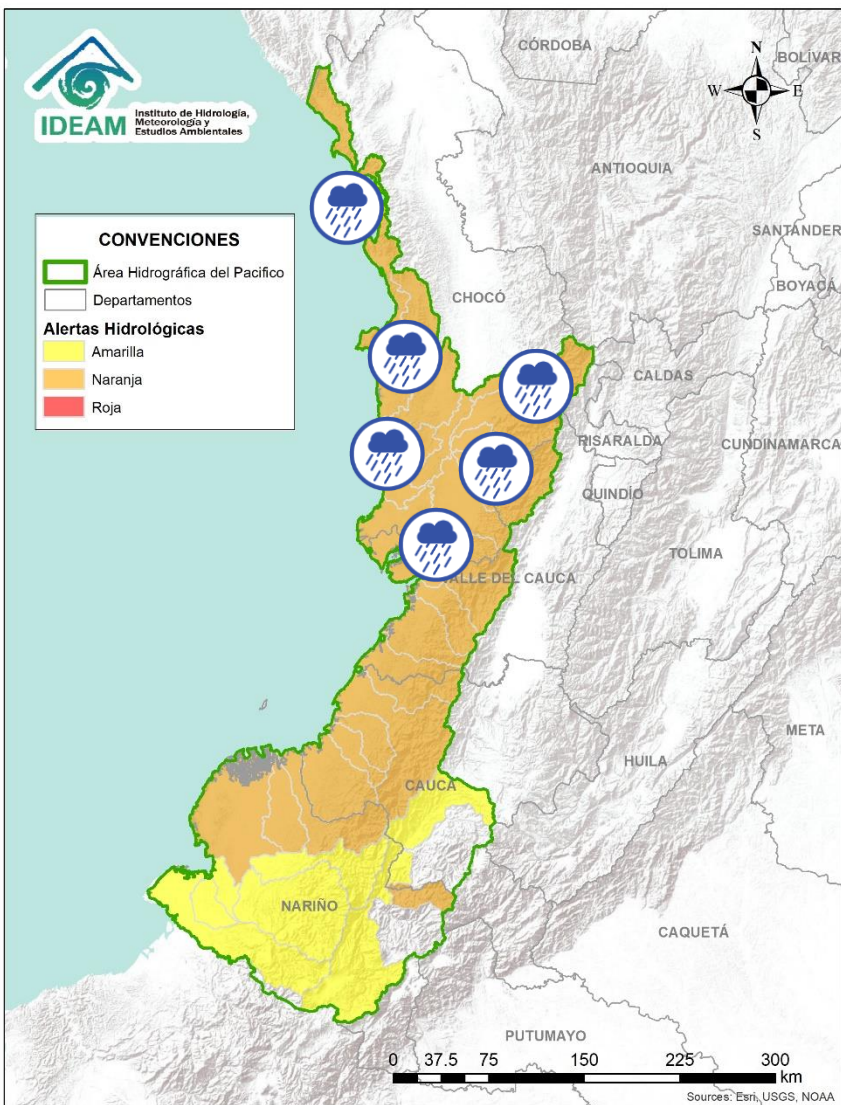 IDEAM
Instituto de Hidrología,
Meteorología y
Estudios Ambientales
CÓRDOBA
BOLÍVAR
N
W
E
S
ANTIOQUIA
SANTANDER
BOYACÁ
CONVENCIONES
Área Hidrográfica del Pacifico
Departamentos
Alertas Hidrológicas
Amarilla
Naranja
Roja
CHOCÓ
CALDAS
RISARALDA
CUNDINAMARCA
QUINDÍO
TOLIMA
VALLE DEL CAUCA
META
HUILA
CAUCA
NARIÑO
CAQUETÁ
PUTUMAYO
0 37.5 75 150 225 300
km
Sources: Esri, USGS, NOAA